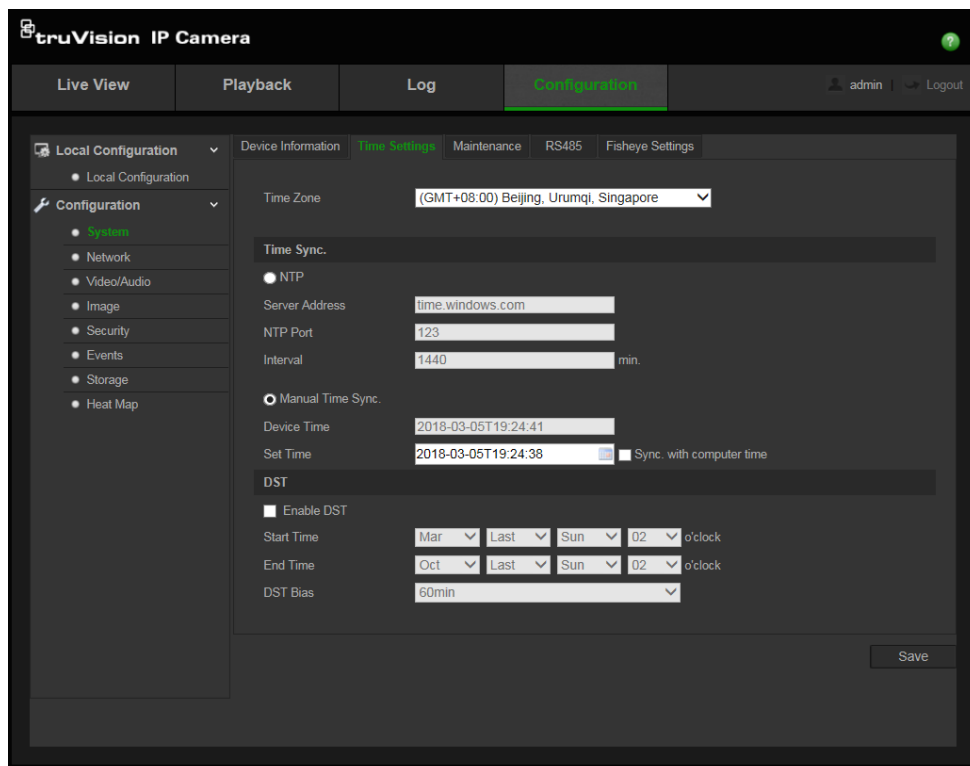 truVision IP Camera
?
Live View Playback Log Configuration admin | Logout
Local Configuration
Local Configuration
Configuration
System
Network
Video/Audio
Image
Security
Events
Storage
Heat Map
Device Information Time Settings Maintenance RS485 Fisheye Settings
Time Zone (GMT+08:00) Beijing, Urumqi, Singapore
Time Sync.
NTP
Server Address time.windows.com
NTP Port 123
Interval 1440 min.
Manual Time Sync.
Device Time 2018-03-05T19:24:41
Set Time 2018-03-05T19:24:38 Sync. with computer time
DST
Enable DST
Start Time Mar Last Sun 02 o'clock
End Time Oct Last Sun 02 o'clock
DST Bias 60min
Save